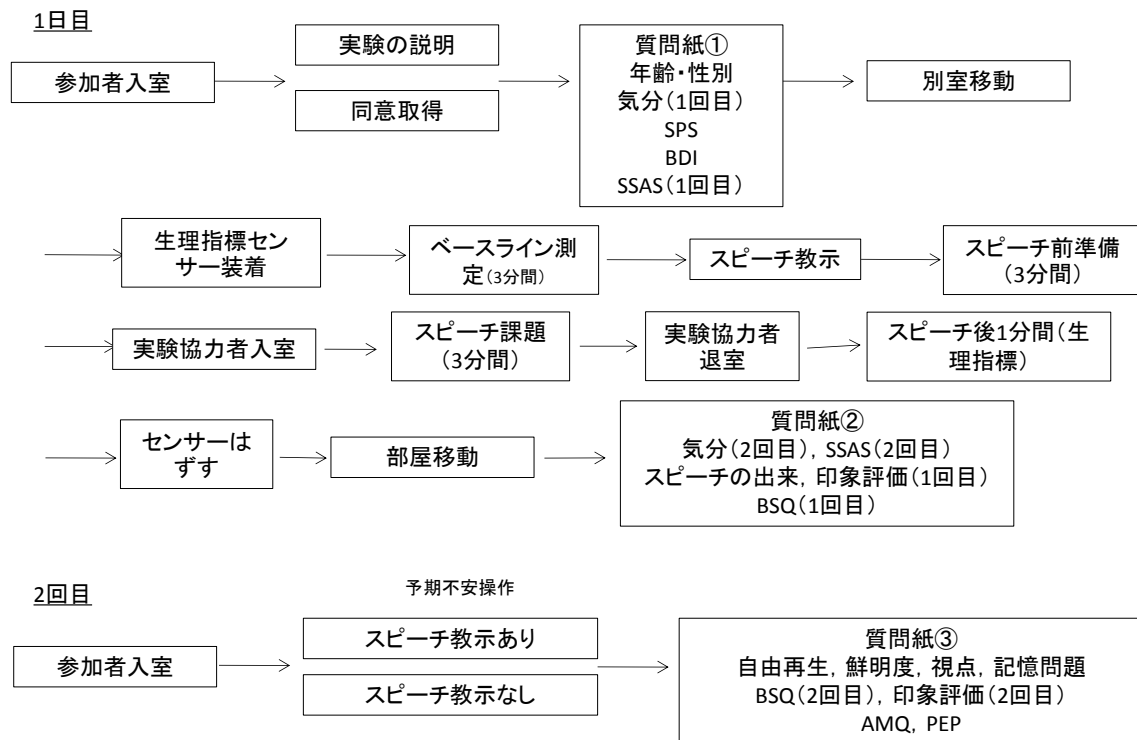 1日目
参加者入室
実験の説明
同意取得
質問紙①
年齢・性別
気分(1回目)
SPS
BDI
SSAS(1回目)
別室移動
生理指標セン
サー装着
ベースライン測
定(3分間)
スピーチ教示
スピーチ前準備
(3分間)
実験協力者入室
スピーチ課題
(3分間)
実験協力者
退室
スピーチ後1分間(生
理指標)
センサーは
ずす
部屋移動
質問紙②
気分(2回目), SSAS(2回目)
スピーチの出来, 印象評価(1回目)
BSQ(1回目)
2回目
参加者入室
予期不安操作
スピーチ教示あり
スピーチ教示なし
質問紙③
自由再生, 鮮明度, 視点, 記憶問題
BSQ(2回目), 印象評価(2回目)
AMQ, PEP